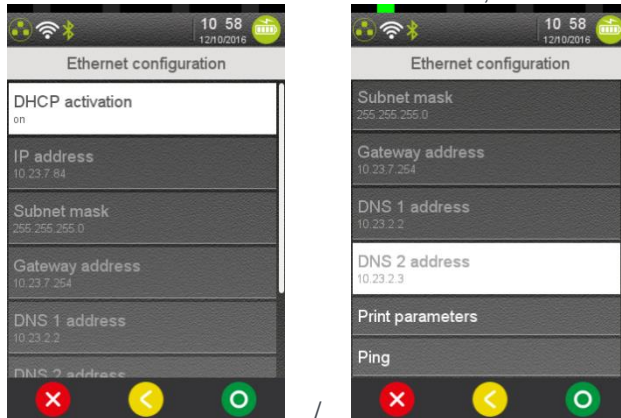 10 58
12/10/2016
Ethernet configuration
DHCP activation
on
IP address
10.23.7.84
Subnet mask
255.255.255.0
Gateway address
10.23.7.254
DNS 1 address
10.23.2.2
DNS 2 address
/
10 58
12/10/2016
Ethernet configuration
Subnet mask
255.255.255.0
Gateway address
10.23.7.254
DNS 1 address
10.23.2.2
DNS 2 address
10.23.2.3
Print parameters
Ping